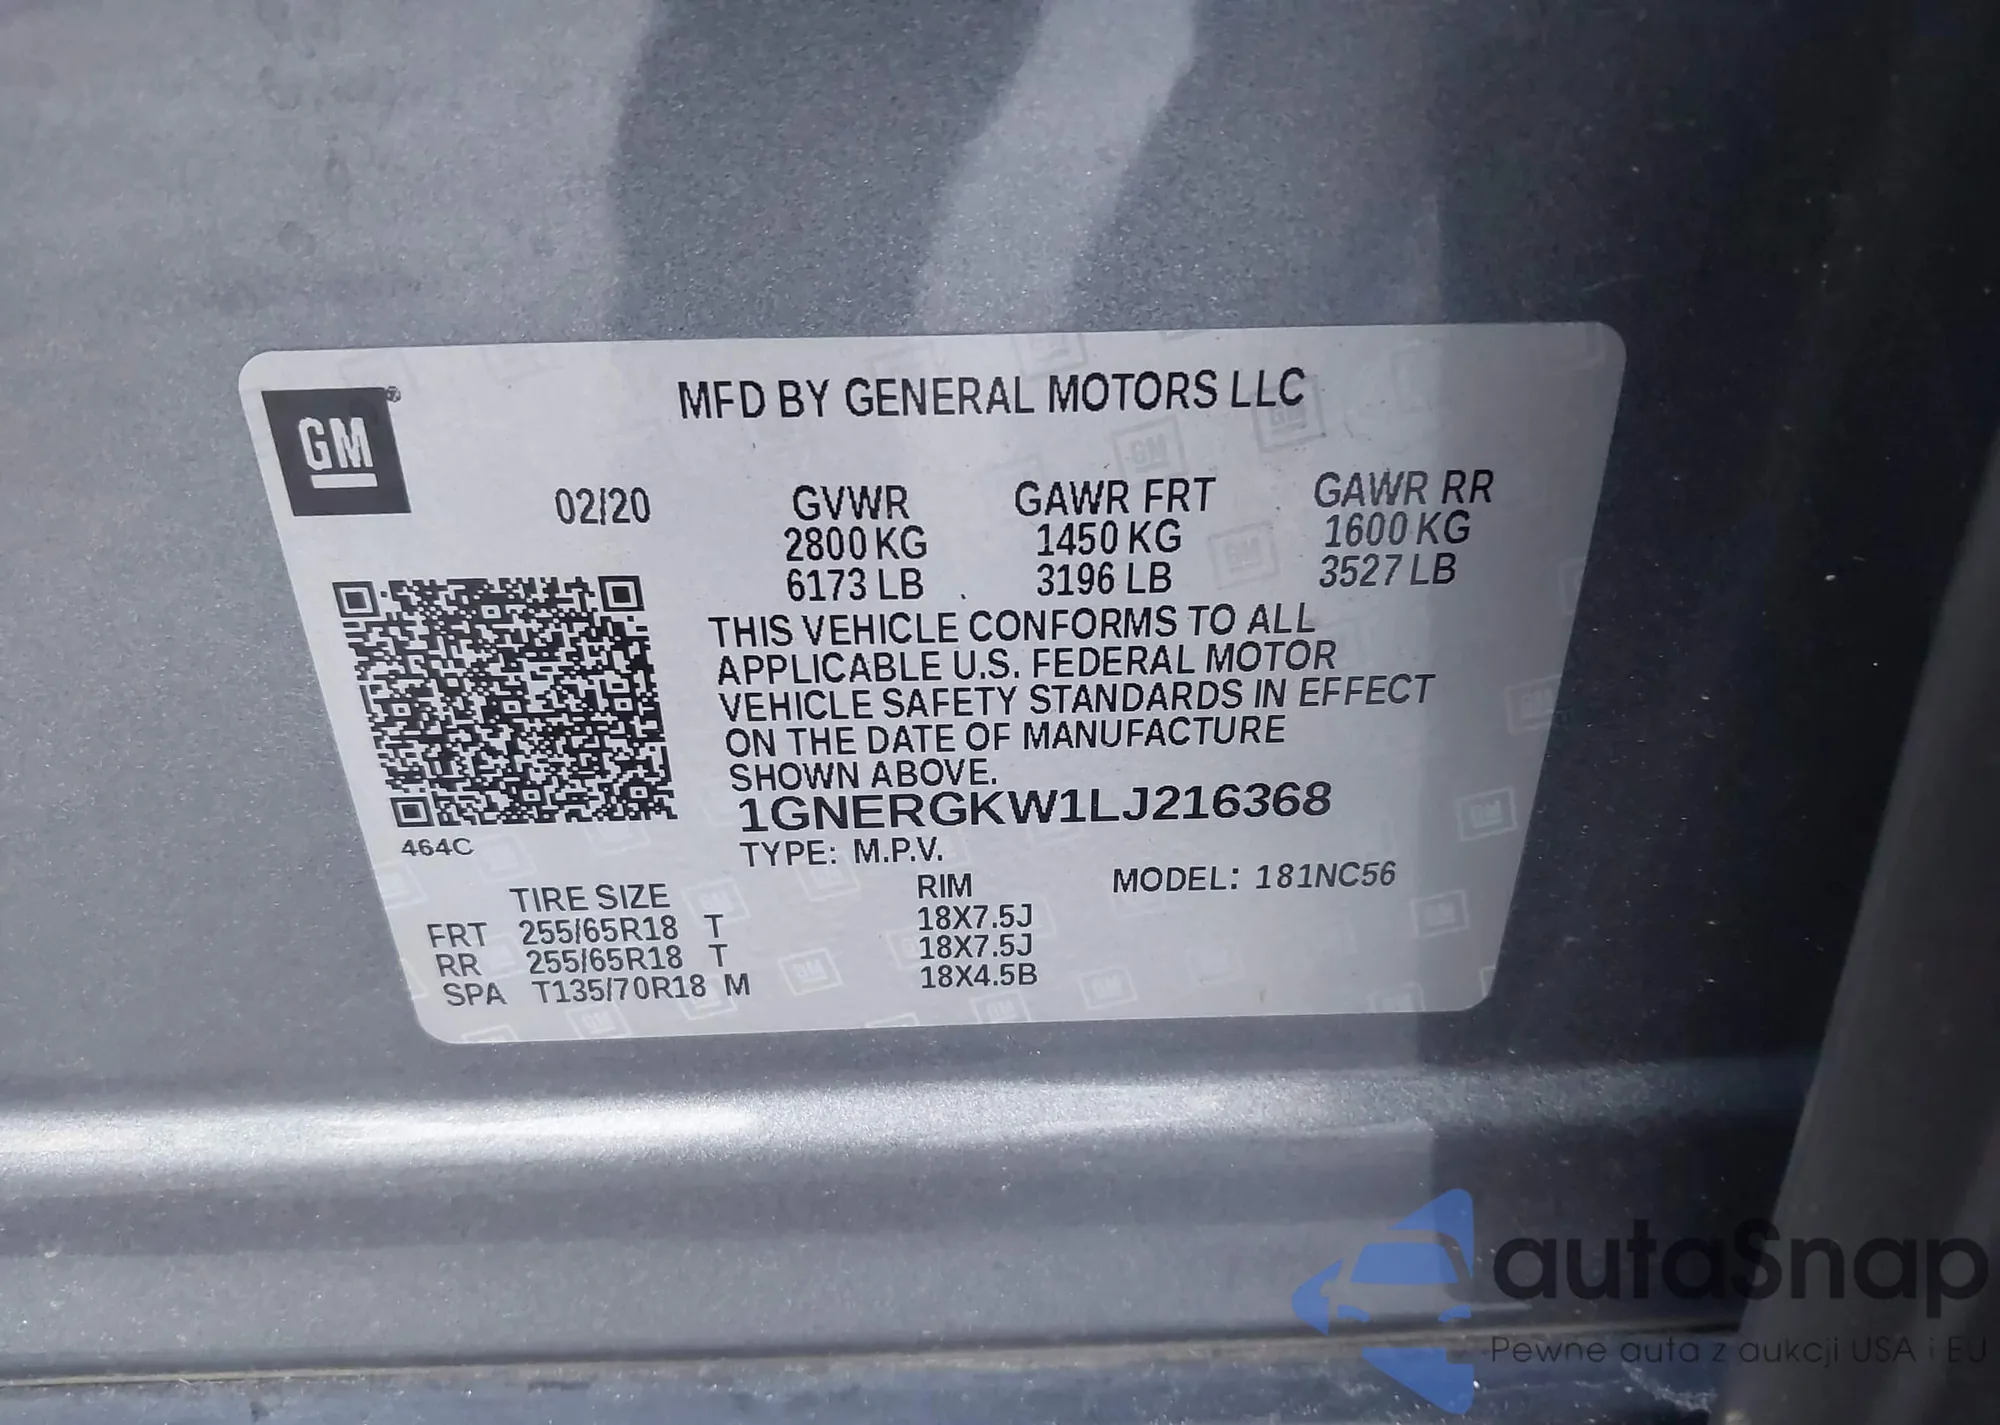 GM
MFD BY GENERAL MOTORS LLC
02/20 GVWR GAWR FRT GAWR RR
2800 KG 1450 KG 1600 KG
6173 LB 3196 LB 3527 LB
THIS VEHICLE CONFORMS TO ALL
APPLICABLE U.S. FEDERAL MOTOR
VEHICLE SAFETY STANDARDS IN EFFECT
ON THE DATE OF MANUFACTURE
SHOWN ABOVE.
1GNERGKW1LJ216368
464C
TYPE: M.P.V.
MODEL: 181NC56
TIRE SIZE RIM
FRT 255/65R18 T 18X7.5J
RR 255/65R18 T 18X7.5J
SPA T135/70R18 M 18X4.5B
autaSnap
Pewne auta z aukcji USA i EU